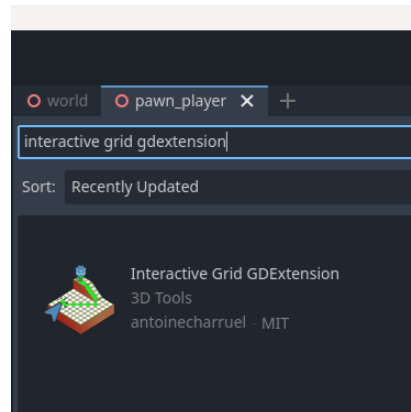 world pawn_player
interactive grid gdextension
Sort: Recently Updated
Interactive Grid GDExtension
3D Tools
antoinecharruel - MIT